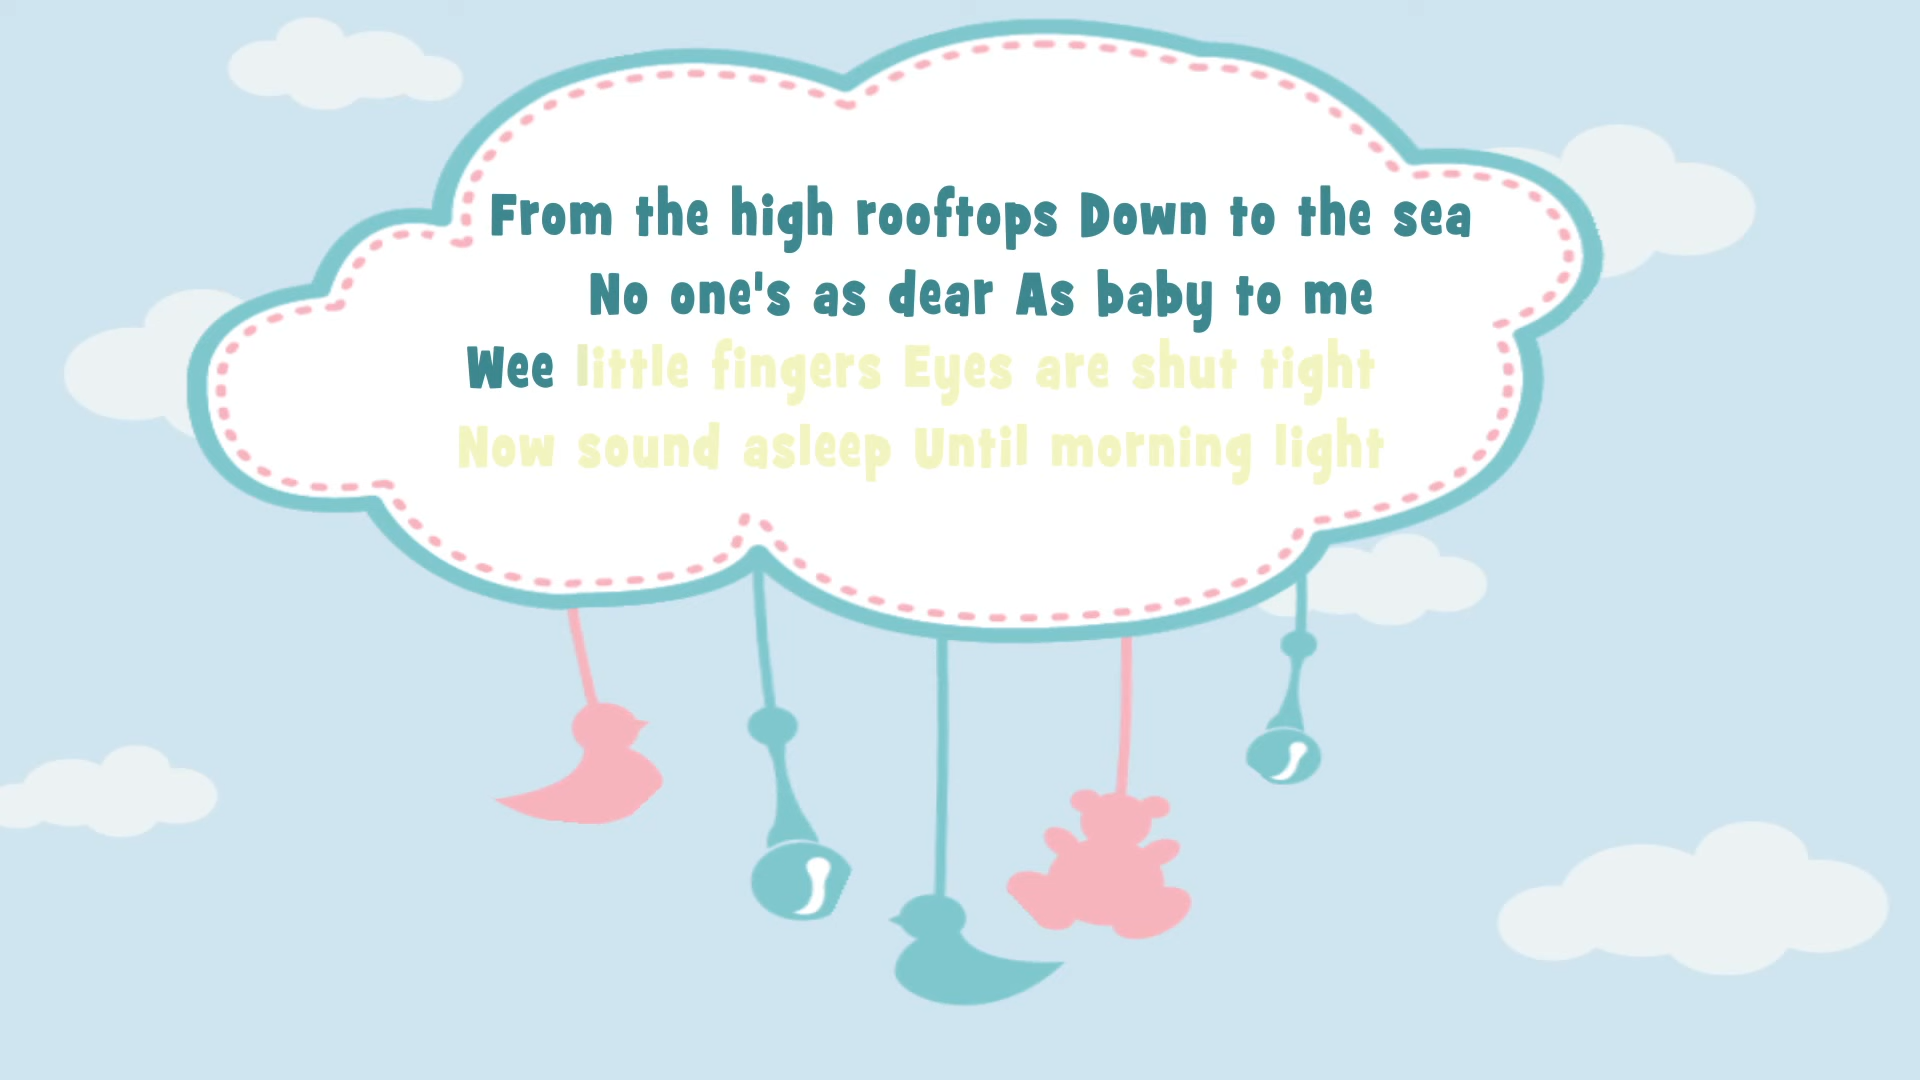 From the high rooftops Down to the sea
No one's as dear As baby to me
Wee little fingers Eyes are shut tight
Now sound asleep Until morning light